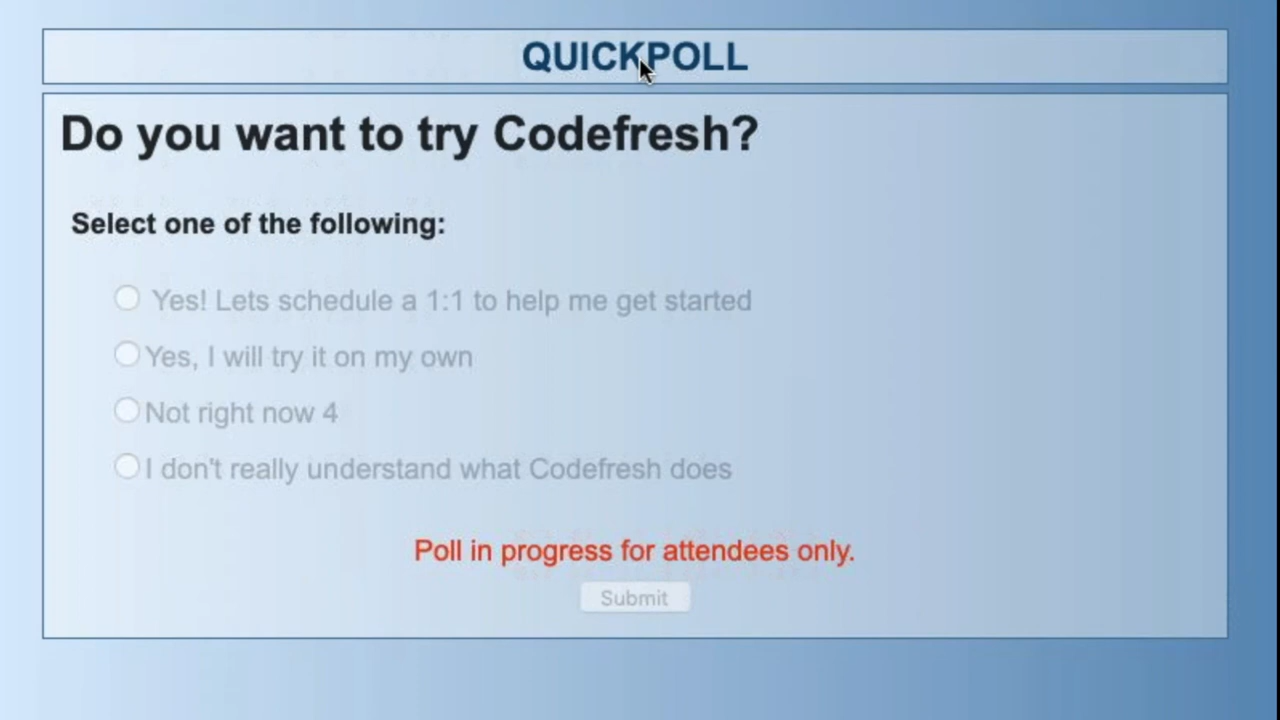 QUICKPOLL
Do you want to try Codefresh?
Select one of the following:
Yes! Lets schedule a 1:1 to help me get started
Yes, I will try it on my own
Not right now 4
I don't really understand what Codefresh does
Poll in progress for attendees only.
Submit